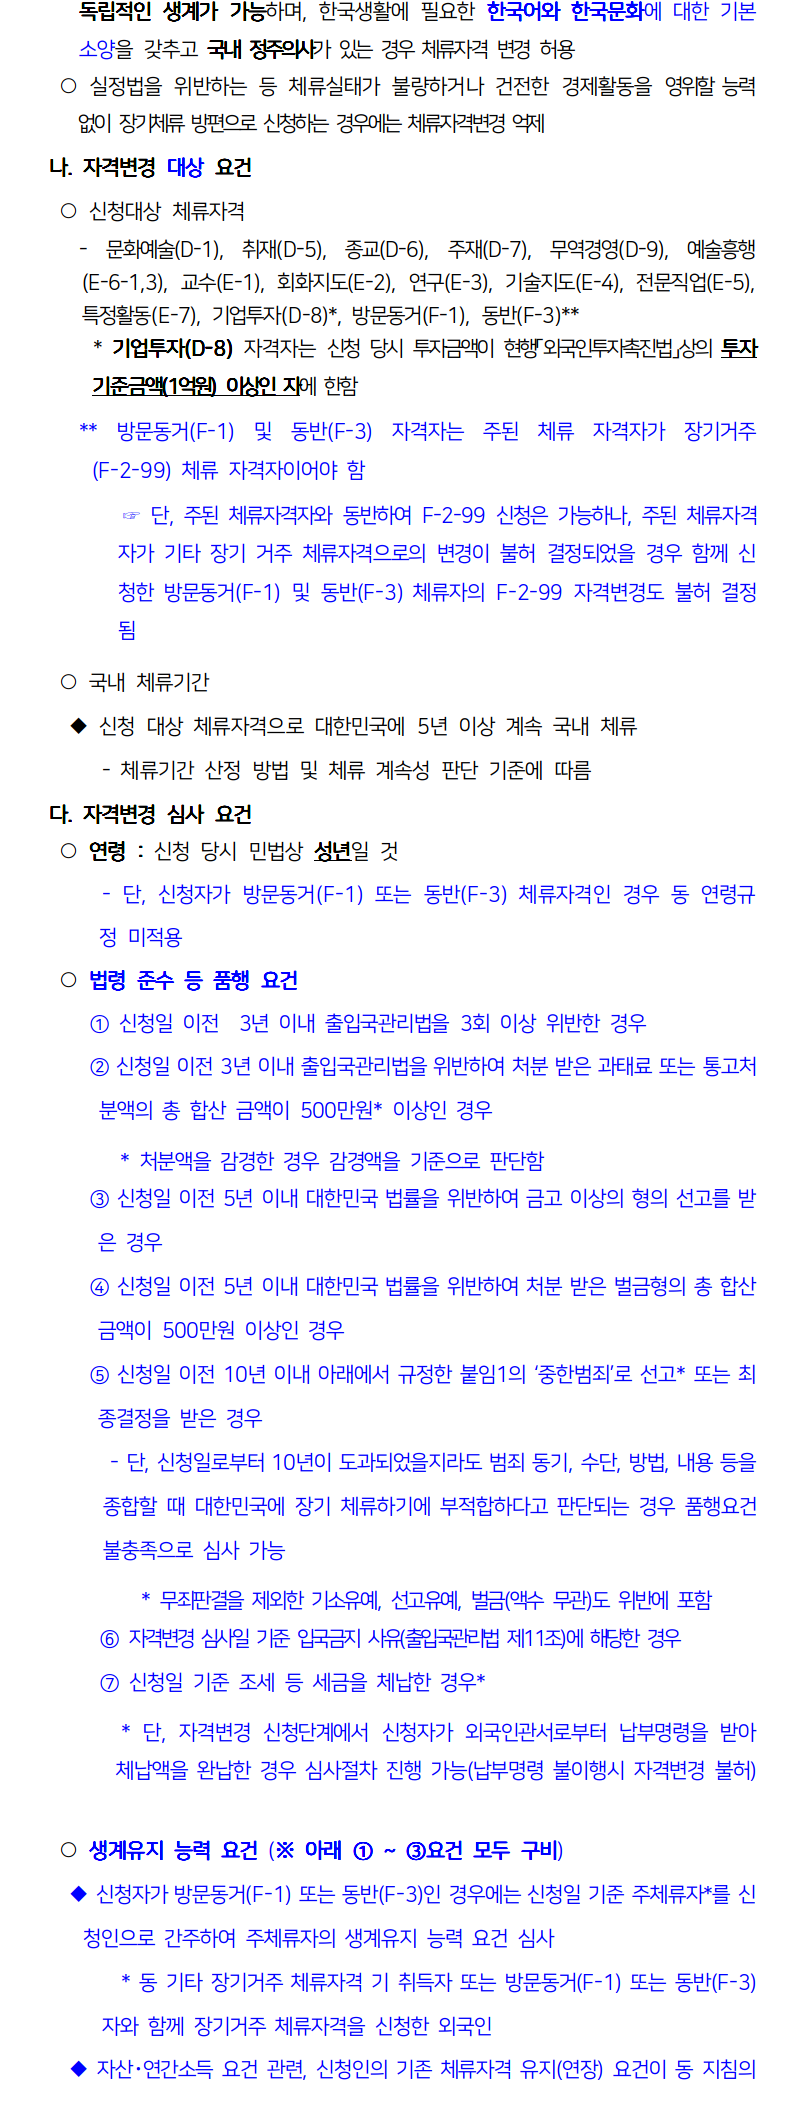 독립적인 생계가 가능하며, 한국생활에 필요한 한국어와 한국문화에 대한 기본
소양을 갖추고 국내 정주의사가 있는 경우 체류자격 변경 허용
○ 실정법을 위반하는 등 체류실태가 불량하거나 건전한 경제활동을 영위할 능력
없이 장기체류 방편으로 신청하는 경우에는 체류자격변경 억제
나. 자격변경 대상 요건
○ 신청대상 체류자격
- 문화예술(D-1), 취재(D-5), 종교(D-6), 주재(D-7), 무역경영(D-9), 예술흥행
(E-6-1,3), 교수(E-1), 회화지도(E-2), 연구(E-3), 기술지도(E-4), 전문직업(E-5),
특정활동(E-7), 기업투자(D-8)*, 방문동거(F-1), 동반(F-3)**
* 기업투자(D-8) 자격자는 신청 당시 투자금액이 현행「외국인투자촉진법」상의 투자
기준금액(1억원) 이상인 자에 한함
** 방문동거(F-1) 및 동반(F-3) 자격자는 주된 체류 자격자가 장기거주
(F-2-99) 체류 자격자이어야 함
☞ 단, 주된 체류자격자와 동반하여 F-2-99 신청은 가능하나, 주된 체류자격
자가 기타 장기 거주 체류자격으로의 변경이 불허 결정되었을 경우 함께 신
청한 방문동거(F-1) 및 동반(F-3) 체류자의 F-2-99 자격변경도 불허 결정
됨
○ 국내 체류기간
◆ 신청 대상 체류자격으로 대한민국에 5년 이상 계속 국내 체류
- 체류기간 산정 방법 및 체류 계속성 판단 기준에 따름
다. 자격변경 심사 요건
○ 연령 : 신청 당시 민법상 성년일 것
- 단, 신청자가 방문동거(F-1) 또는 동반(F-3) 체류자격인 경우 동 연령규
정 미적용
○ 법령 준수 등 품행 요건
① 신청일 이전 3년 이내 출입국관리법을 3회 이상 위반한 경우
② 신청일 이전 3년 이내 출입국관리법을 위반하여 처분 받은 과태료 또는 통고처
분액의 총 합산 금액이 500만원* 이상인 경우
* 처분액을 감경한 경우 감경액을 기준으로 판단함
③ 신청일 이전 5년 이내 대한민국 법률을 위반하여 금고 이상의 형의 선고를 받
은 경우
④ 신청일 이전 5년 이내 대한민국 법률을 위반하여 처분 받은 벌금형의 총 합산
금액이 500만원 이상인 경우
⑤ 신청일 이전 10년 이내 아래에서 규정한 붙임1의 ‘중한범죄’로 선고* 또는 최
종결정을 받은 경우
- 단, 신청일로부터 10년이 도과되었을지라도 범죄 동기, 수단, 방법, 내용 등을
종합할 때 대한민국에 장기 체류하기에 부적합하다고 판단되는 경우 품행요건
불충족으로 심사 가능
* 무죄판결을 제외한 기소유예, 선고유예, 벌금(액수 무관)도 위반에 포함
⑥ 자격변경 심사일 기준 입국금지 사유(출입국관리법 제11조)에 해당한 경우
⑦ 신청일 기준 조세 등 세금을 체납한 경우*
* 단, 자격변경 신청단계에서 신청자가 외국인관서로부터 납부명령을 받아
체납액을 완납한 경우 심사절차 진행 가능(납부명령 불이행시 자격변경 불허)
○ 생계유지 능력 요건 (※ 아래 ① ~ ③요건 모두 구비)
◆ 신청자가 방문동거(F-1) 또는 동반(F-3)인 경우에는 신청일 기준 주체류자*를 신
청인으로 간주하여 주체류자의 생계유지 능력 요건 심사
* 동 기타 장기거주 체류자격 기 취득자 또는 방문동거(F-1) 또는 동반(F-3)
자와 함께 장기거주 체류자격을 신청한 외국인
◆ 자산·연간소득 요건 관련, 신청인의 기존 체류자격 유지(연장) 요건이 동 지침의